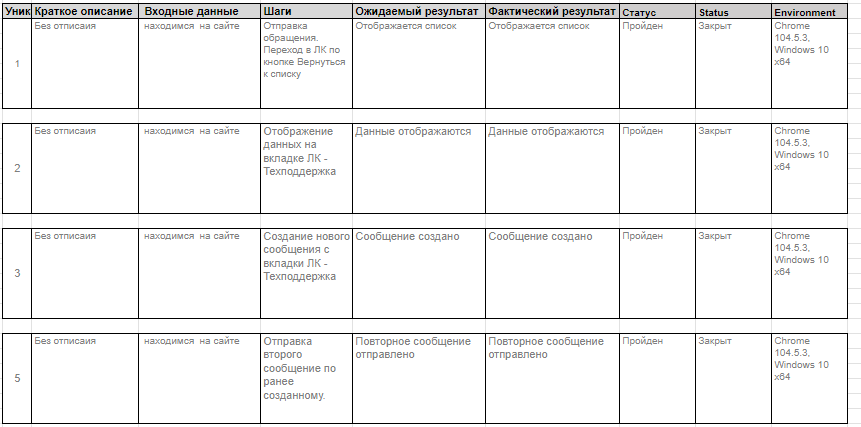 Уник Краткое описание Входные данные Шаги Ожидаемый результат Фактический результат Статус Status Environment
1
Без отписаия
находимся на сайте
Отправка
обращения.
Переход в ЛК по
кнопке Вернуться
к списку
Отображается список
Отображается список
Пройден
Закрыт
Chrome
104.5.3,
Windows 10
x64
2
Без отписаия
находимся на сайте
Отображение
данных на
вкладке ЛК -
Техподдержка
Данные отображаются
Данные отображаются
Пройден
Закрыт
Chrome
104.5.3,
Windows 10
x64
3
Без отписаия
находимся на сайте
Создание нового
сообщения с
вкладки ЛК -
Техподдержка
Сообщение создано
Сообщение создано
Пройден
Закрыт
Chrome
104.5.3,
Windows 10
x64
5
Без отписаия
находимся на сайте
Отправка
второго
сообщение по
ранее
созданному.
Повторное сообщение
отправлено
Повторное сообщение
отправлено
Пройден
Закрыт
Chrome
104.5.3,
Windows 10
x64